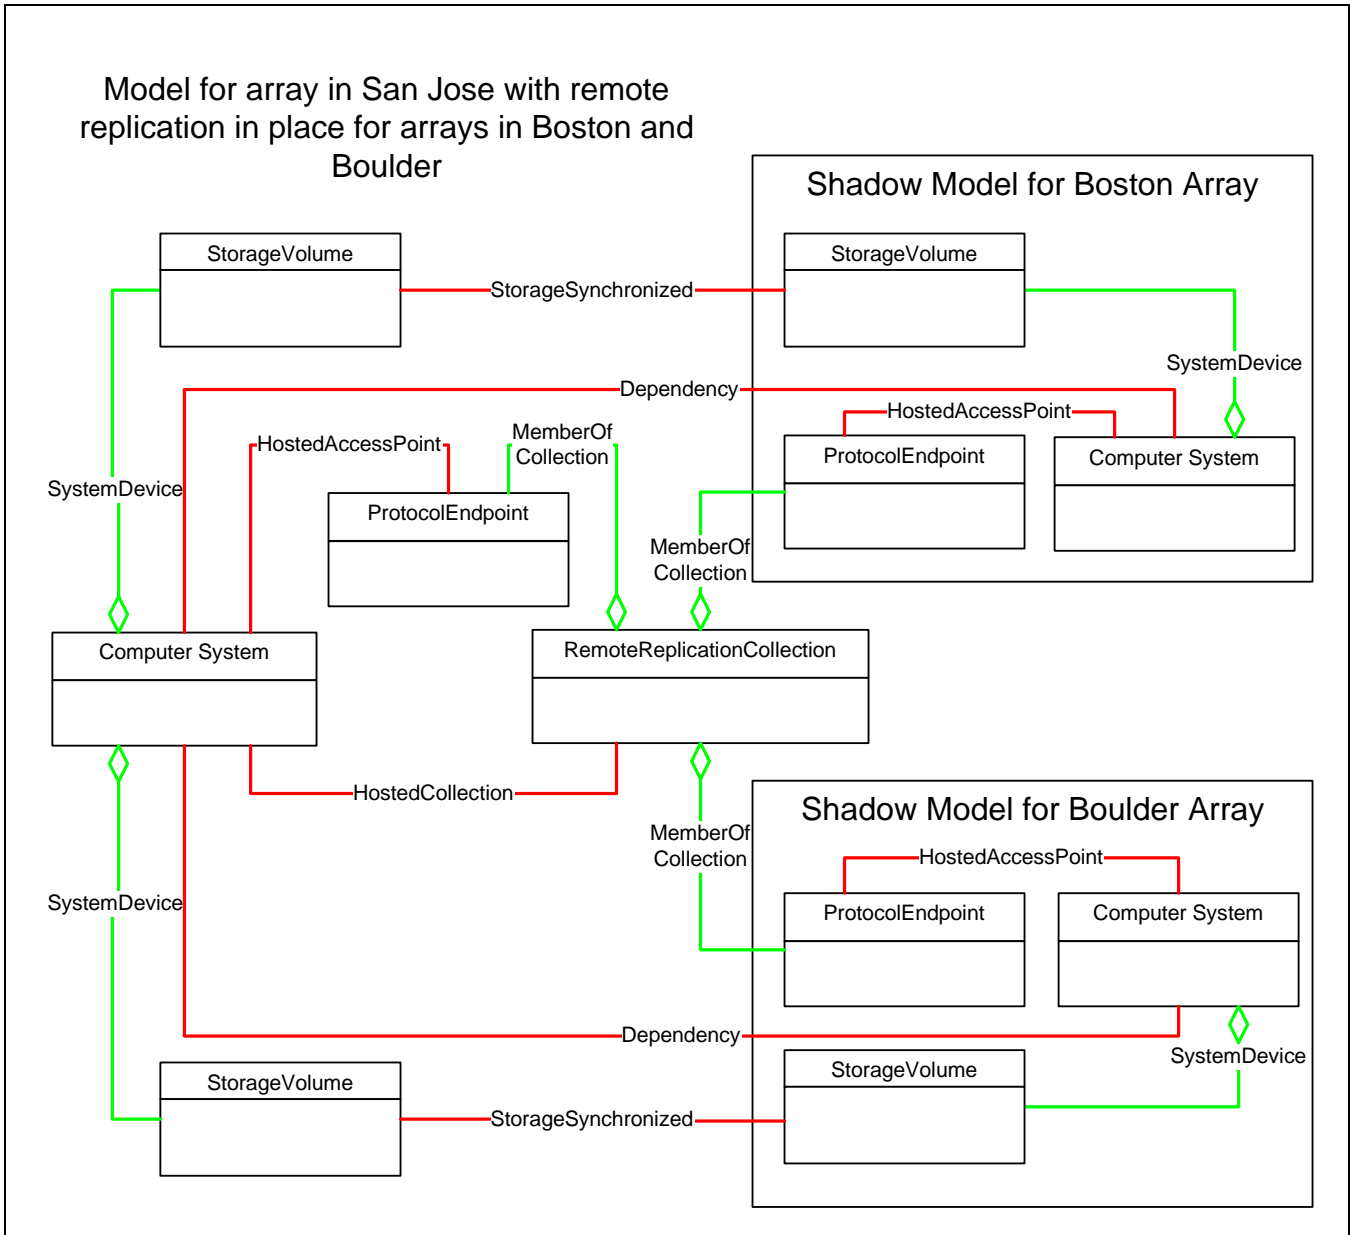 Model for array in San Jose with remote
replication in place for arrays in Boston and
Boulder
Shadow Model for Boston Array
StorageVolume
StorageVolume
StorageSynchronized
SystemDevice
Dependency
HostedAccessPoint
MemberOf
Collection
HostedAccessPoint
ProtocolEndpoint
Computer System
SystemDevice
ProtocolEndpoint
MemberOf
Collection
Computer System
RemoteReplicationCollection
HostedCollection
Shadow Model for Boulder Array
MemberOf
Collection
HostedAccessPoint
SystemDevice
ProtocolEndpoint
Computer System
Dependency
SystemDevice
StorageVolume
StorageVolume
StorageSynchronized